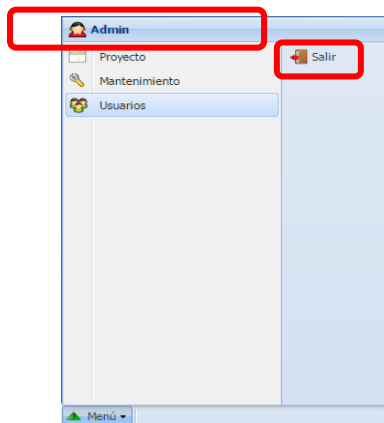 Admin
Proyecto
Salir
Mantenimiento
Usuarios
Menú